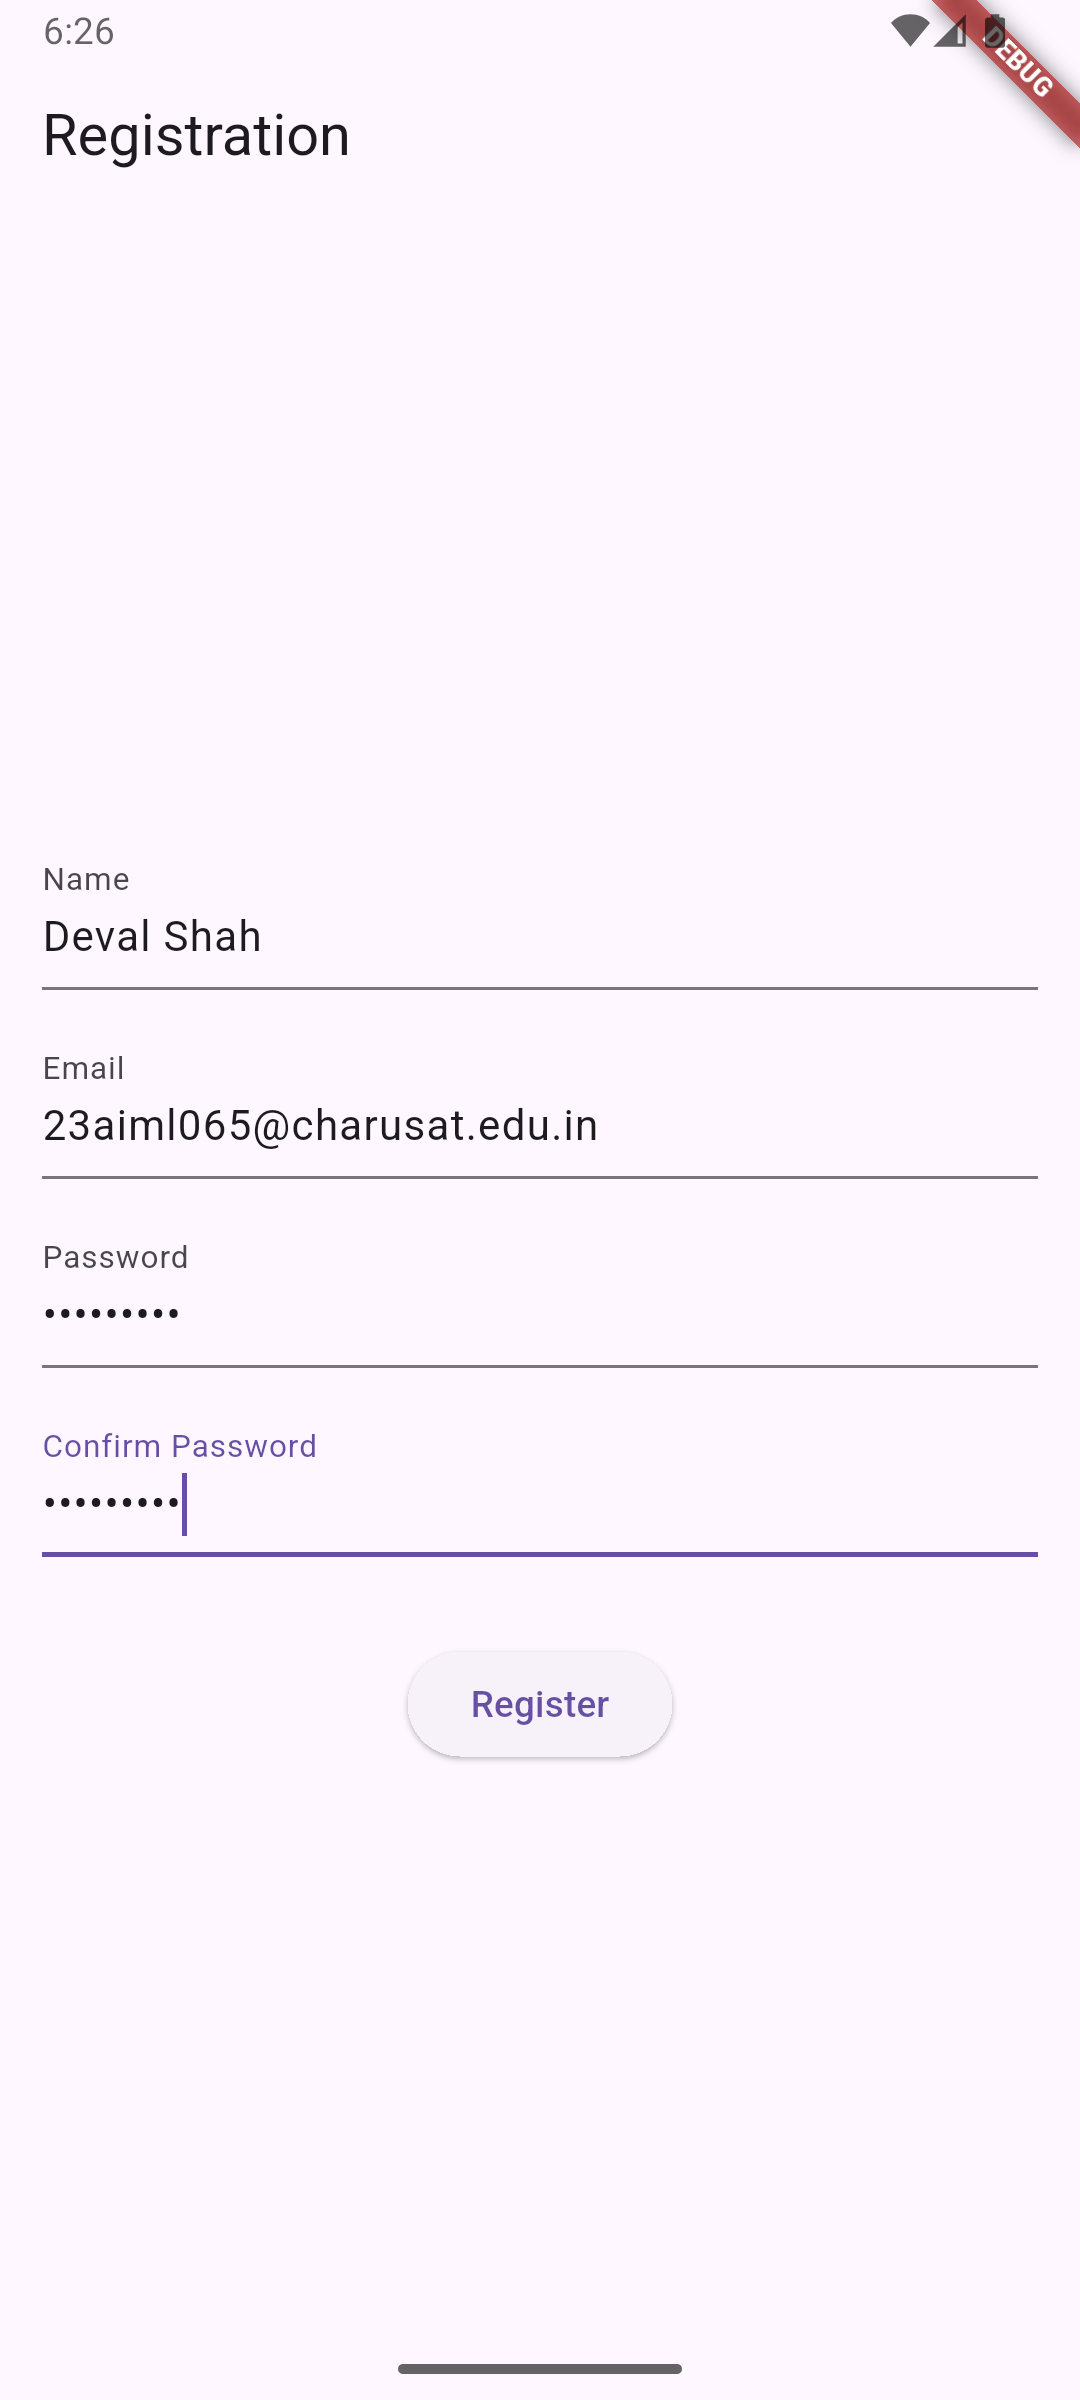 6:26
DEBUG
Registration
Name
Deval Shah
Email
23aiml065@charusat.edu.in
Password
•••••••••
Confirm Password
•••••••••
Register